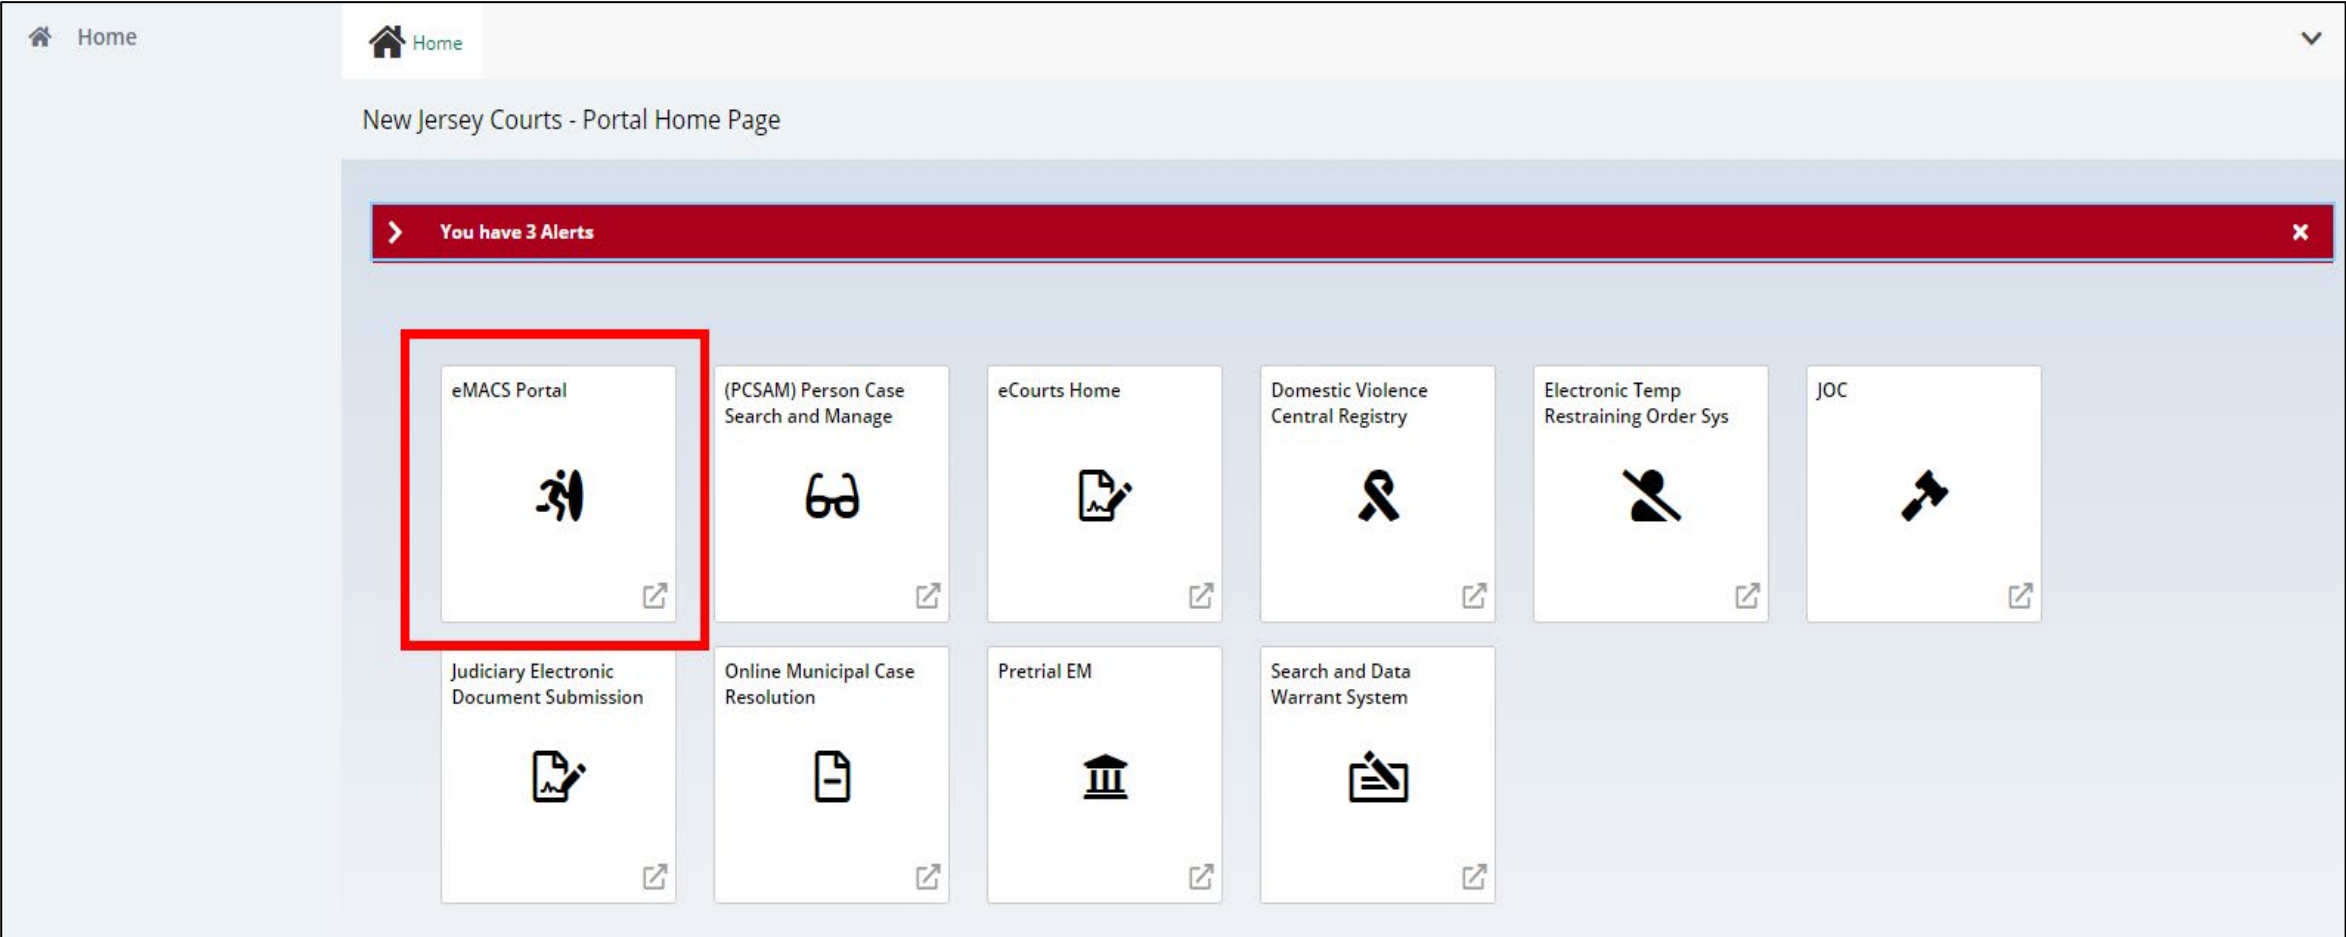 Home
Home
New Jersey Courts - Portal Home Page
You have 3 Alerts
eMACS Portal
(PCSAM) Person Case
Search and Manage
eCourts Home
Domestic Violence
Central Registry
Electronic Temp
Restraining Order Sys
JOC
Judiciary Electronic
Document Submission
Online Municipal Case
Resolution
Pretrial EM
Search and Data
Warrant System